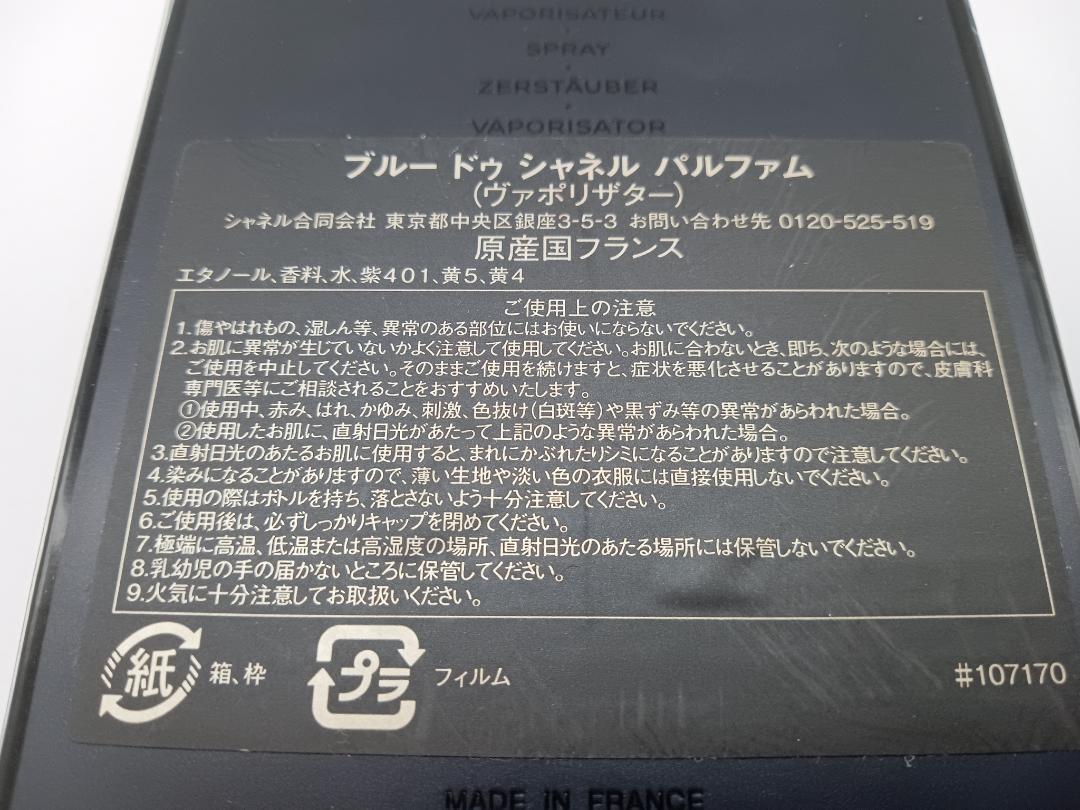 VAPORISATEUR
SPRAY
ZERSTÄUBER
VAPORISATOR
ブルー ドゥ シャネル パルファム
(ヴァポリザター)
シャネル合同会社 東京都中央区銀座3-5-3 お問い合わせ先 0120-525-519
原産国フランス
エタノール、香料、水、紫401、黄5、黄4
ご使用上の注意
1.傷やはれもの、湿しん等、異常のある部位にはお使いにならないでください。
2.お肌に異常が生じていないかよく注意して使用してください。お肌に合わないとき、即ち、次のような場合には、
ご使用を中止してください。そのままご使用を続けますと、症状を悪化させることがありますので、皮膚科
専門医等にご相談されることをおすすめいたします。
①使用中、赤み、はれ、かゆみ、刺激、色抜け(白斑等)や黒ずみ等の異常があらわれた場合。
②使用したお肌に、直射日光があたって上記のような異常があらわれた場合。
3.直射日光のあたるお肌に使用すると、まれにかぶれたりシミになることがありますので注意してください。
4.染みになることがありますので、薄い生地や淡い色の衣服には直接使用しないでください。
5.使用の際はボトルを持ち、落とさないよう十分注意してください。
6.ご使用後は、必ずしっかりキャップを閉めてください。
7.極端に高温、低温または高湿度の場所、直射日光のあたる場所には保管しないでください。
8.乳幼児の手の届かないところに保管してください。
9.火気に十分注意してお取扱いください。
紙 箱、枠 プラ フィルム #107170
MADE IN FRANCE